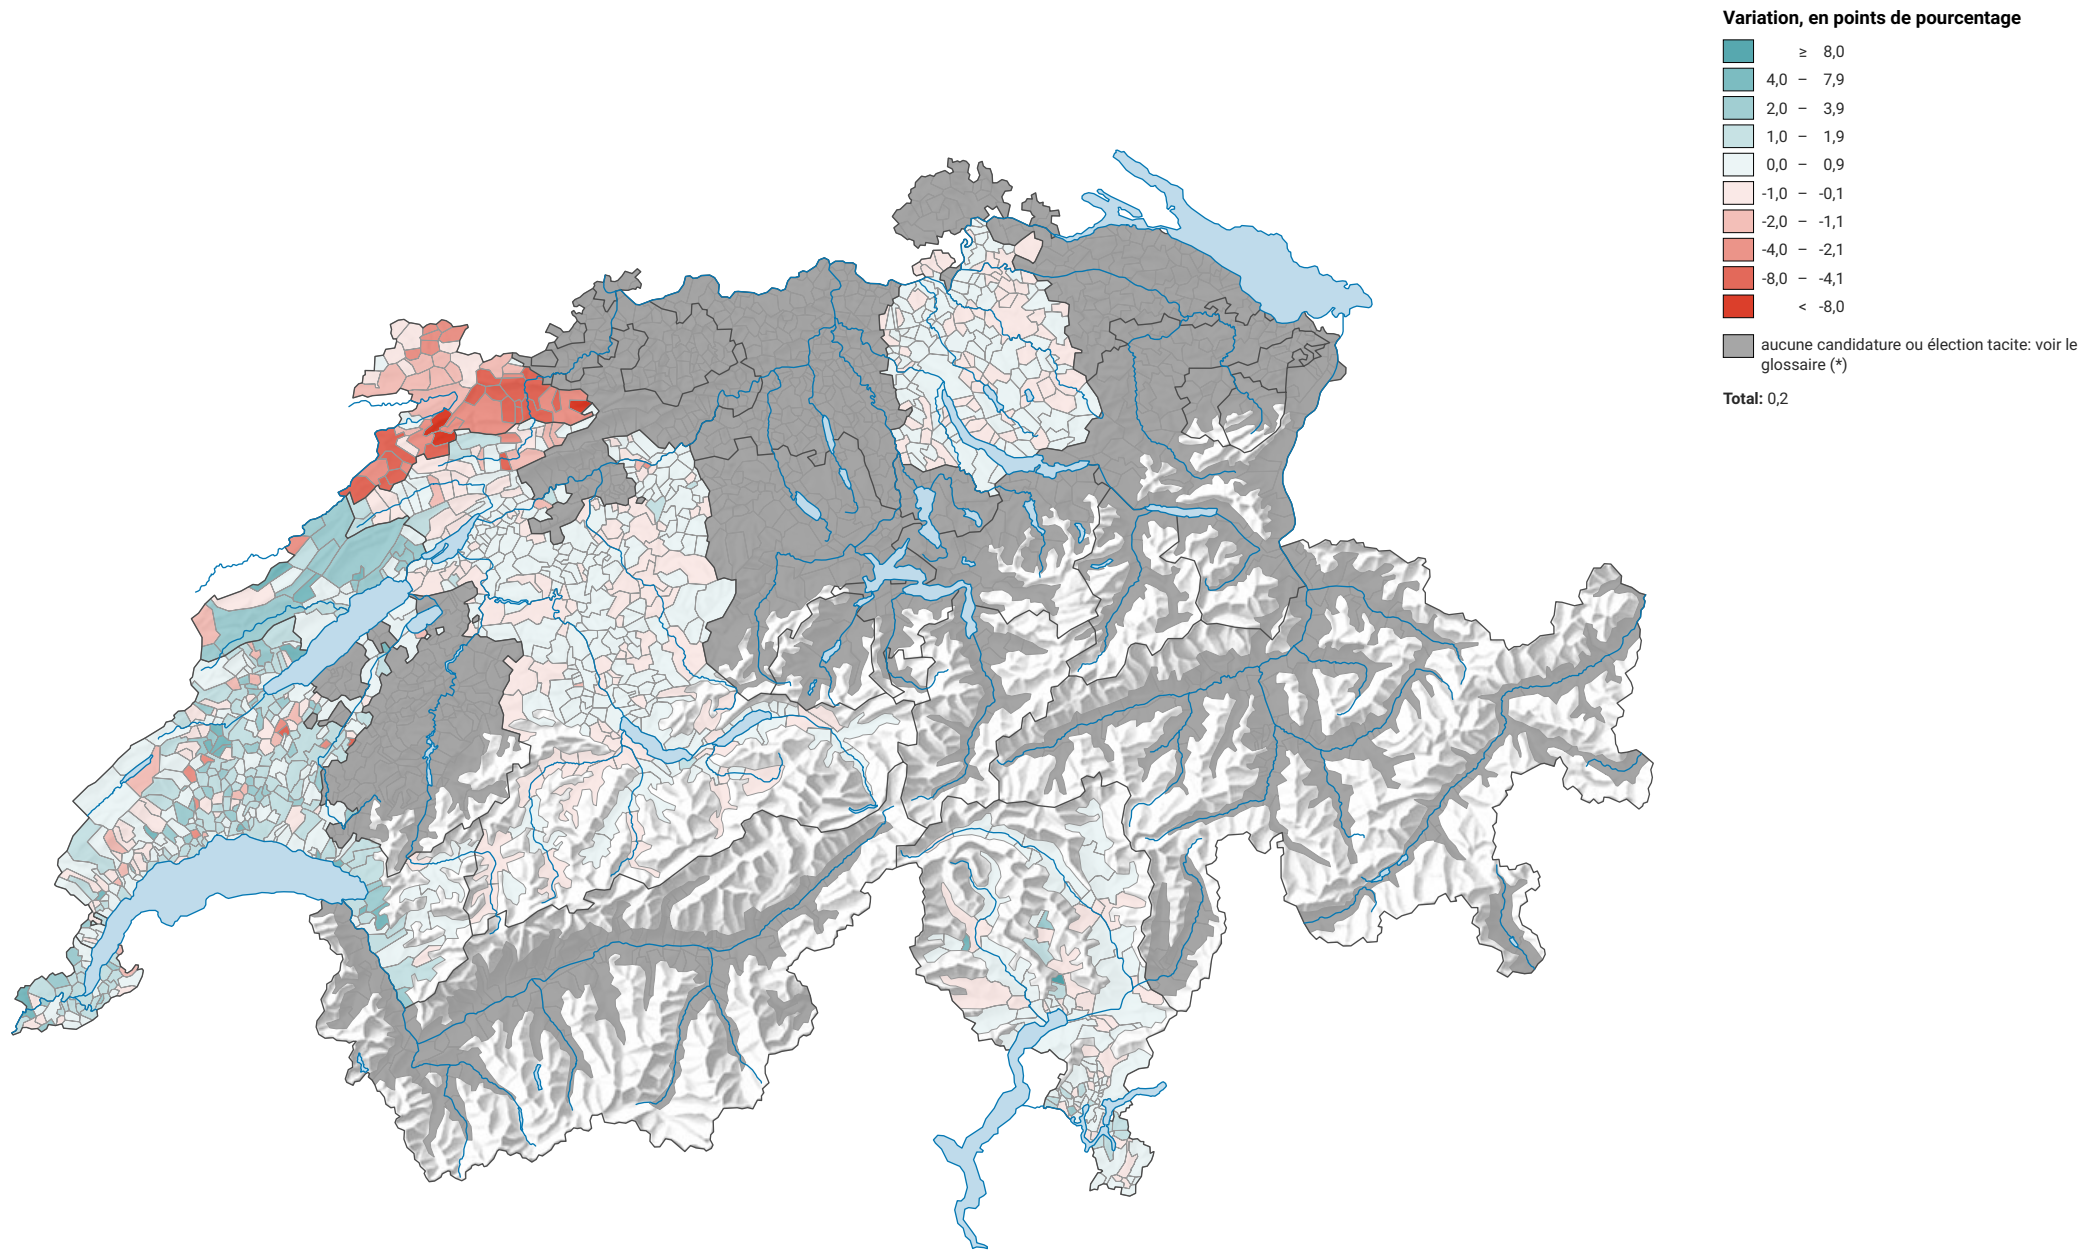 Variation, en points de pourcentage
≥ 8,0
4,0 – 7,9
2,0 – 3,9
1,0 – 1,9
0,0 – 0,9
-1,0 – -0,1
-2,0 – -1,1
-4,0 – -2,1
-8,0 – -4,1
< -8,0
aucune candidature ou élection tacite: voir le
glossaire (*)
Total: 0,2